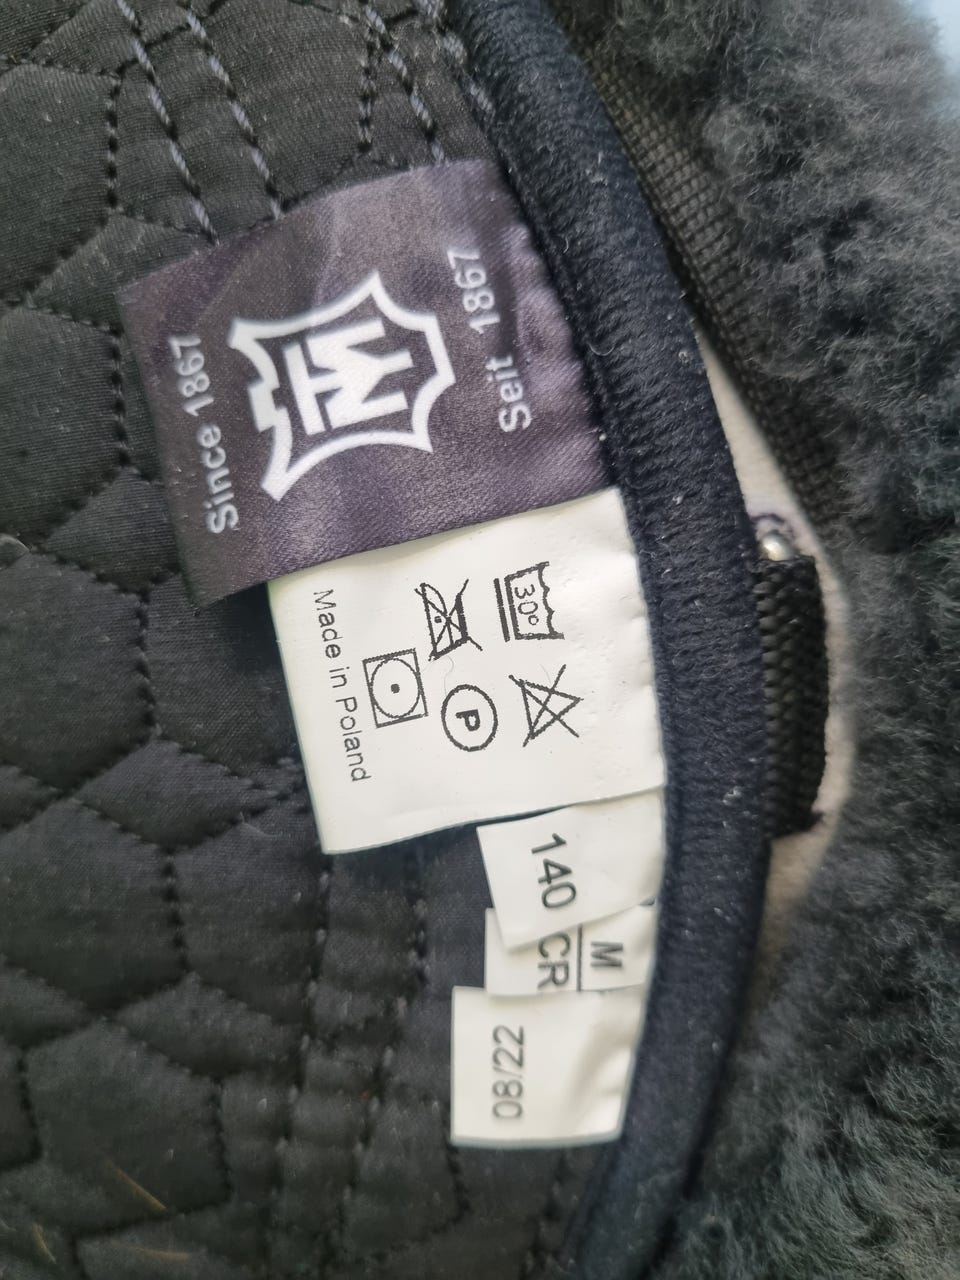 Since 1867
Seit 1867
30°
P
Made in Poland
140
M
CR
08/22